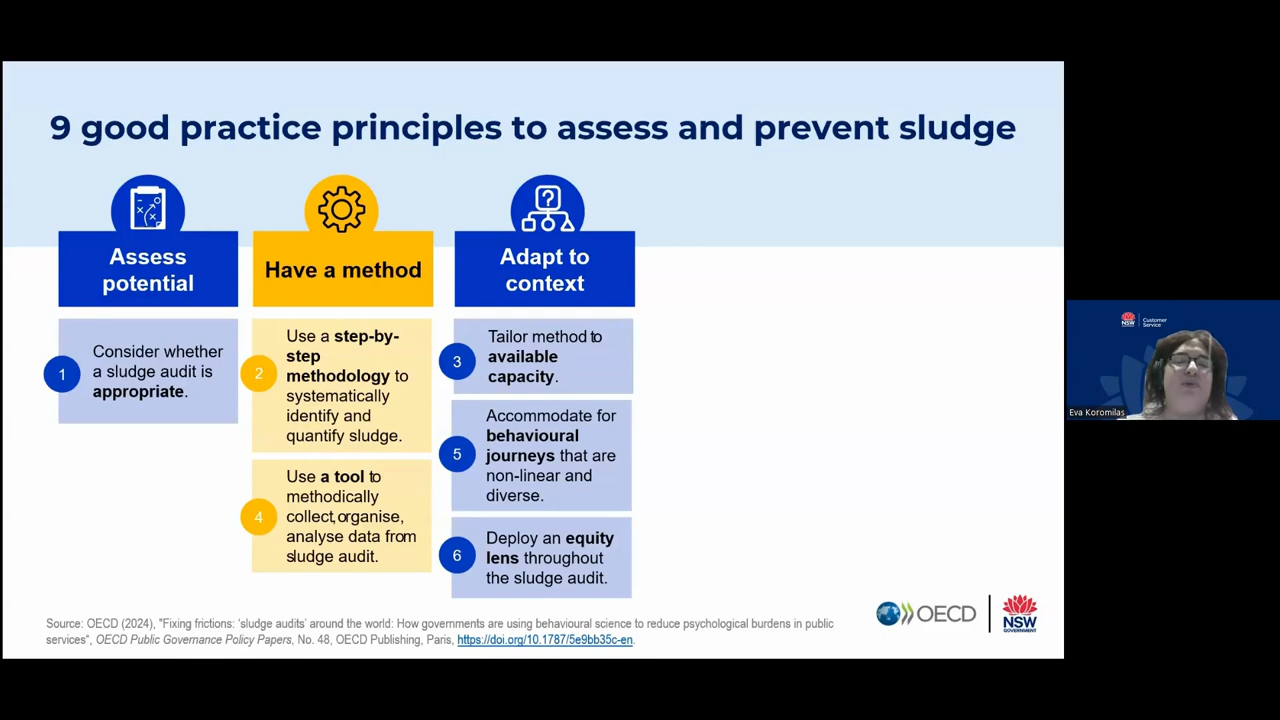 9 good practice principles to assess and prevent sludge
Assess
potential
1
Consider whether
a sludge audit is
appropriate.
Have a method
2
Use a step-by-
step
methodology to
systematically
identify and
quantify sludge.
4
Use a tool to
methodically
collect, organise,
analyse data from
sludge audit.
Adapt to
context
3
Tailor method to
available
capacity.
5
Accommodate for
behavioural
journeys that are
non-linear and
diverse.
6
Deploy an equity
lens throughout
the sludge audit.
Source: OECD (2024), "Fixing frictions: ‘sludge audits’ around the world: How governments are using behavioural science to reduce psychological burdens in public
services", OECD Public Governance Policy Papers, No. 48, OECD Publishing, Paris, https://doi.org/10.1787/5e9bb35c-en.
OECD
NSW
GOVERNMENT
NSW
Customer
Service
Eva Koromilas